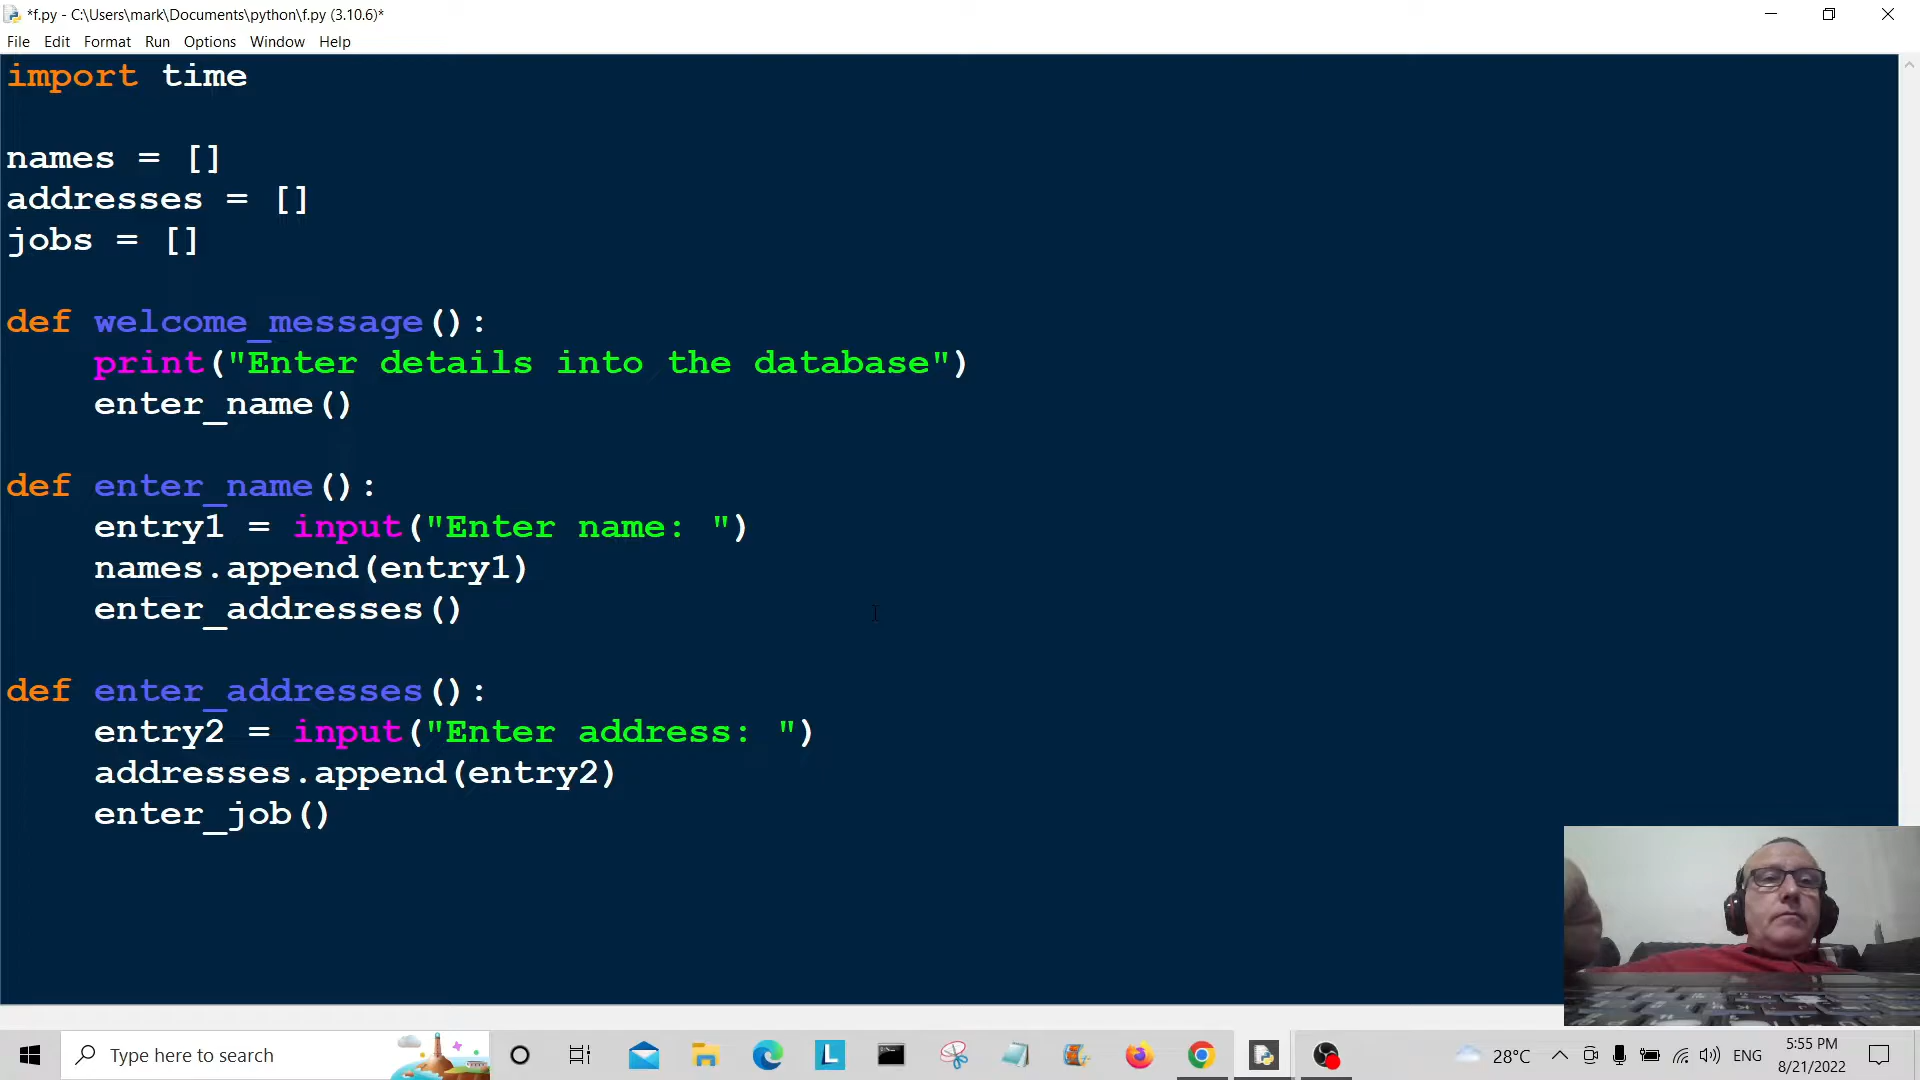 *f.py - C:\Users\mark\Documents\python\f.py (3.10.6)*
File Edit Format Run Options Window Help
import time
names = []
addresses = []
jobs = []
def welcome_message():
    print("Enter details into the database")
    enter_name()
def enter_name():
    entry1 = input("Enter name: ")
    names.append(entry1)
    enter_addresses()
def enter_addresses():
    entry2 = input("Enter address: ")
    addresses.append(entry2)
    enter_job()
Type here to search
L
28°C
ENG
5:55 PM
8/21/2022